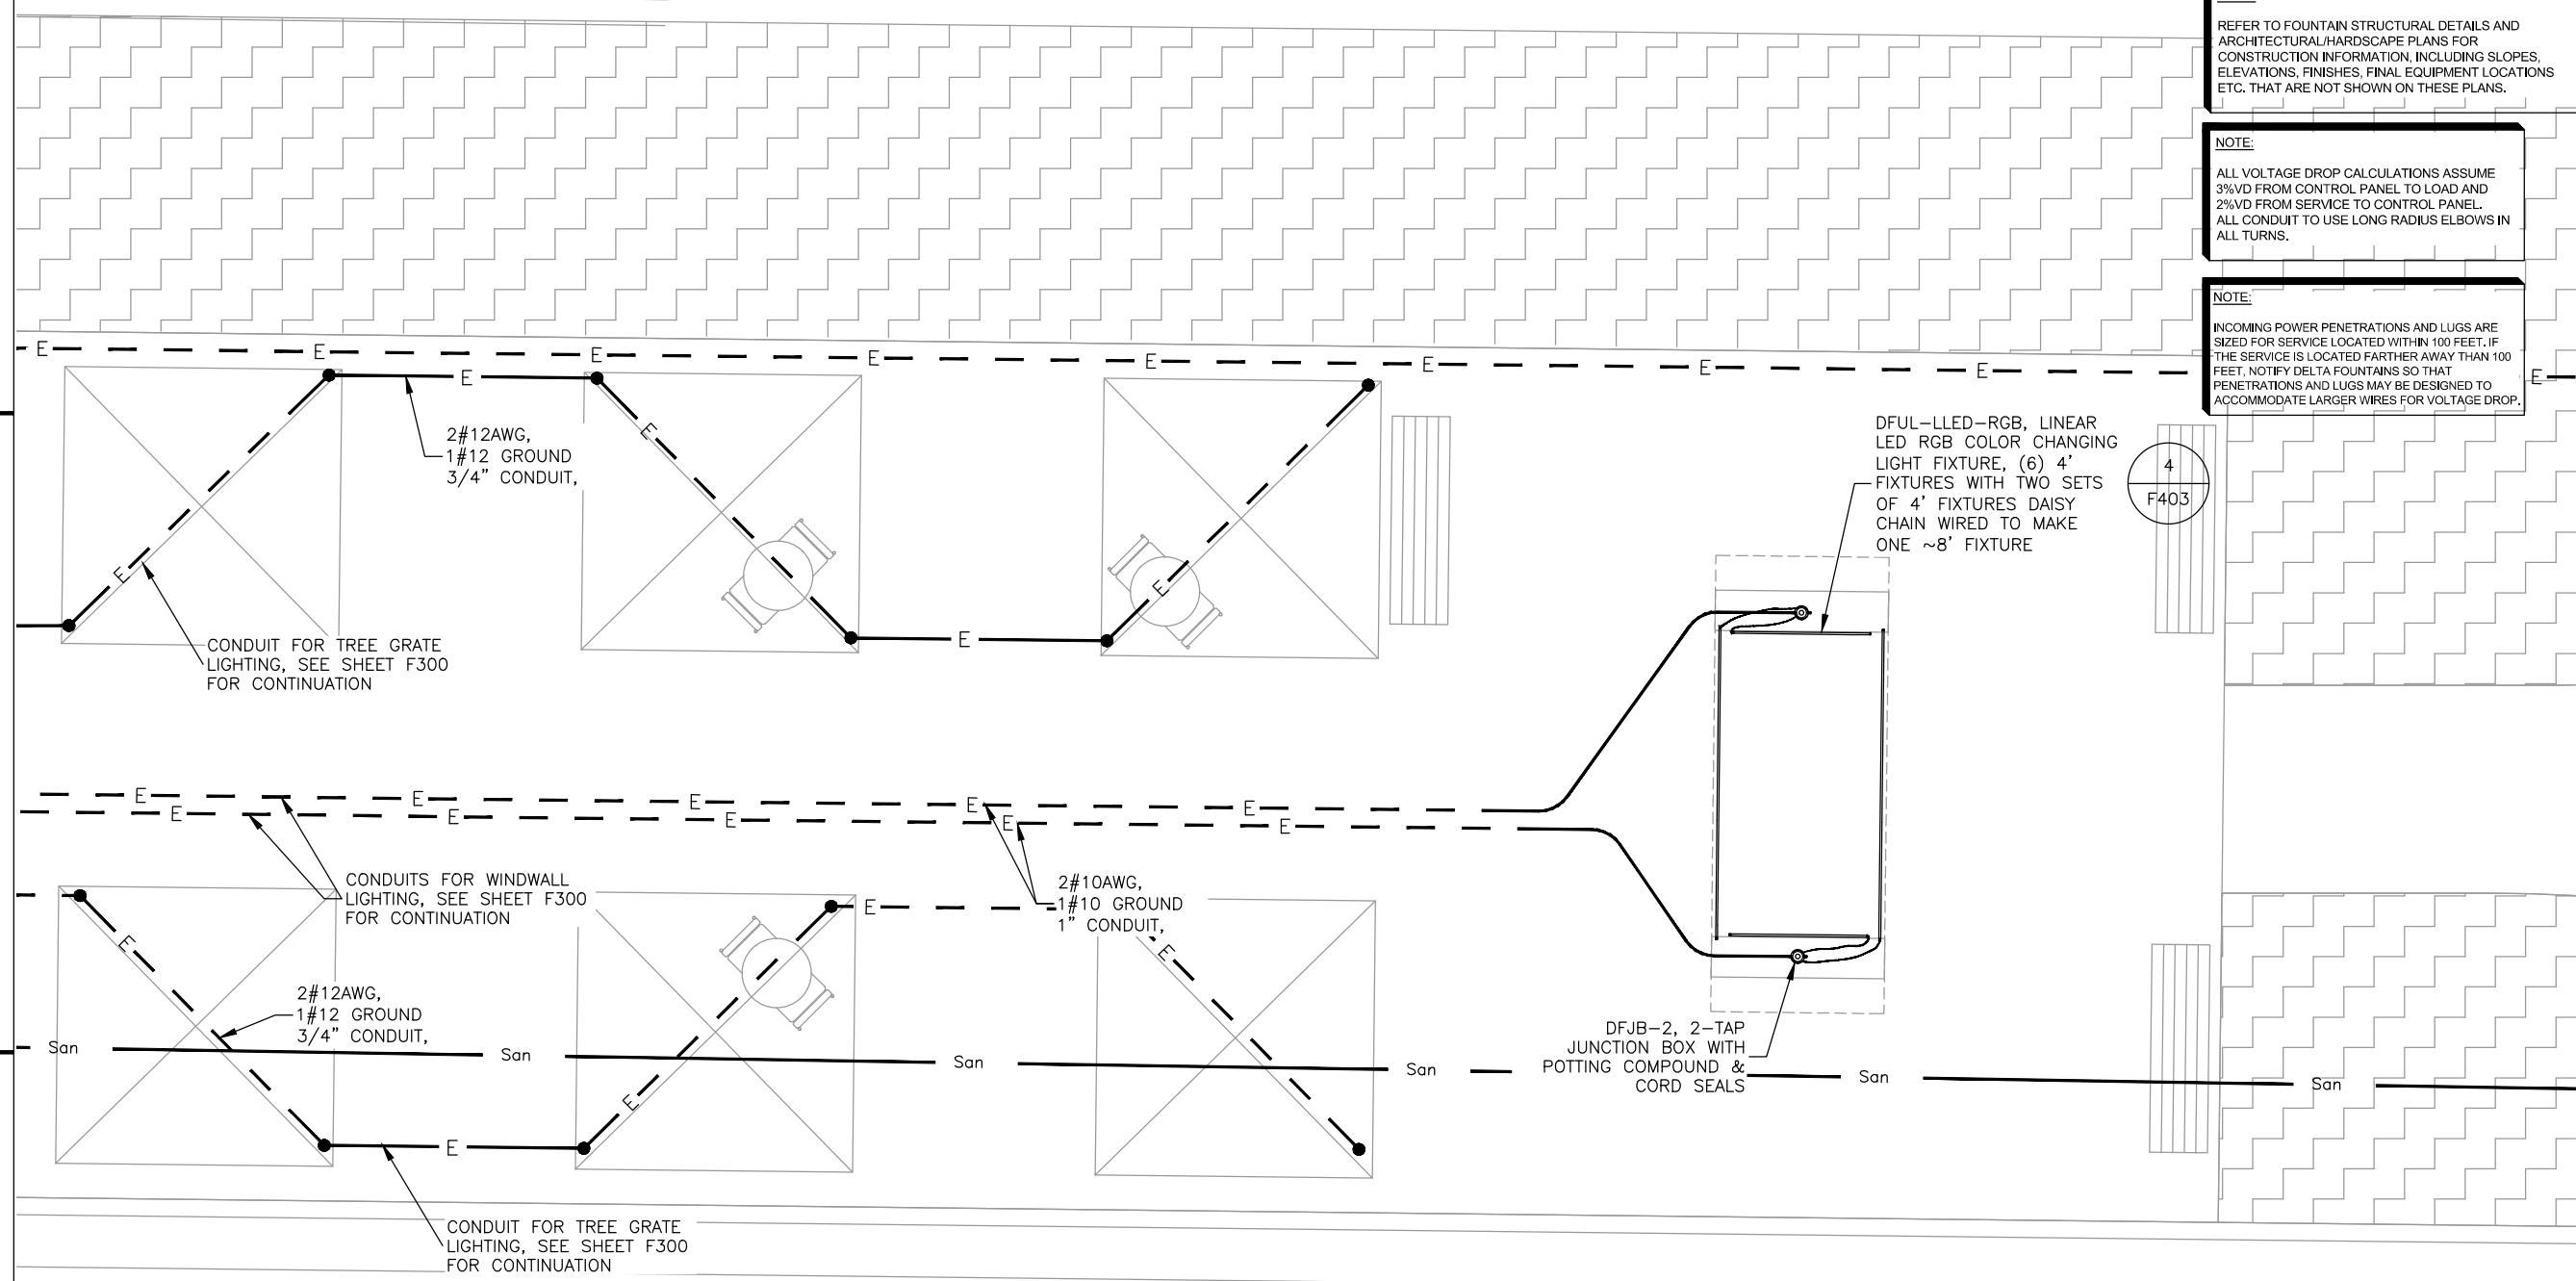 REFER TO FOUNTAIN STRUCTURAL DETAILS AND
ARCHITECTURAL/HARDSCAPE PLANS FOR
CONSTRUCTION INFORMATION, INCLUDING SLOPES,
ELEVATIONS, FINISHES, FINAL EQUIPMENT LOCATIONS
ETC. THAT ARE NOT SHOWN ON THESE PLANS.
NOTE:
ALL VOLTAGE DROP CALCULATIONS ASSUME
3%VD FROM CONTROL PANEL TO LOAD AND
2%VD FROM SERVICE TO CONTROL PANEL.
ALL CONDUIT TO USE LONG RADIUS ELBOWS IN
ALL TURNS.
NOTE:
INCOMING POWER PENETRATIONS AND LUGS ARE
SIZED FOR SERVICE LOCATED WITHIN 100 FEET. IF
THE SERVICE IS LOCATED FARTHER AWAY THAN 100
FEET, NOTIFY DELTA FOUNTAINS SO THAT
PENETRATIONS AND LUGS MAY BE DESIGNED TO
ACCOMMODATE LARGER WIRES FOR VOLTAGE DROP.
E E E E E E E E E
E
2#12AWG,
1#12 GROUND
3/4" CONDUIT,
E
E
E
E
DFUL-LLED-RGB, LINEAR
LED RGB COLOR CHANGING
LIGHT FIXTURE, (6) 4'
FIXTURES WITH TWO SETS
OF 4' FIXTURES DAISY
CHAIN WIRED TO MAKE
ONE ~8' FIXTURE
4
F403
CONDUIT FOR TREE GRATE
LIGHTING, SEE SHEET F300
FOR CONTINUATION
E E E E E
E E E E E
CONDUITS FOR WINDWALL
LIGHTING, SEE SHEET F300
FOR CONTINUATION
2#10AWG,
1#10 GROUND
1" CONDUIT,
E
E
E
2#12AWG,
1#12 GROUND
3/4" CONDUIT,
DFJB-2, 2-TAP
JUNCTION BOX WITH
POTTING COMPOUND &
CORD SEALS
San San San San San San
E
E
CONDUIT FOR TREE GRATE
LIGHTING, SEE SHEET F300
FOR CONTINUATION